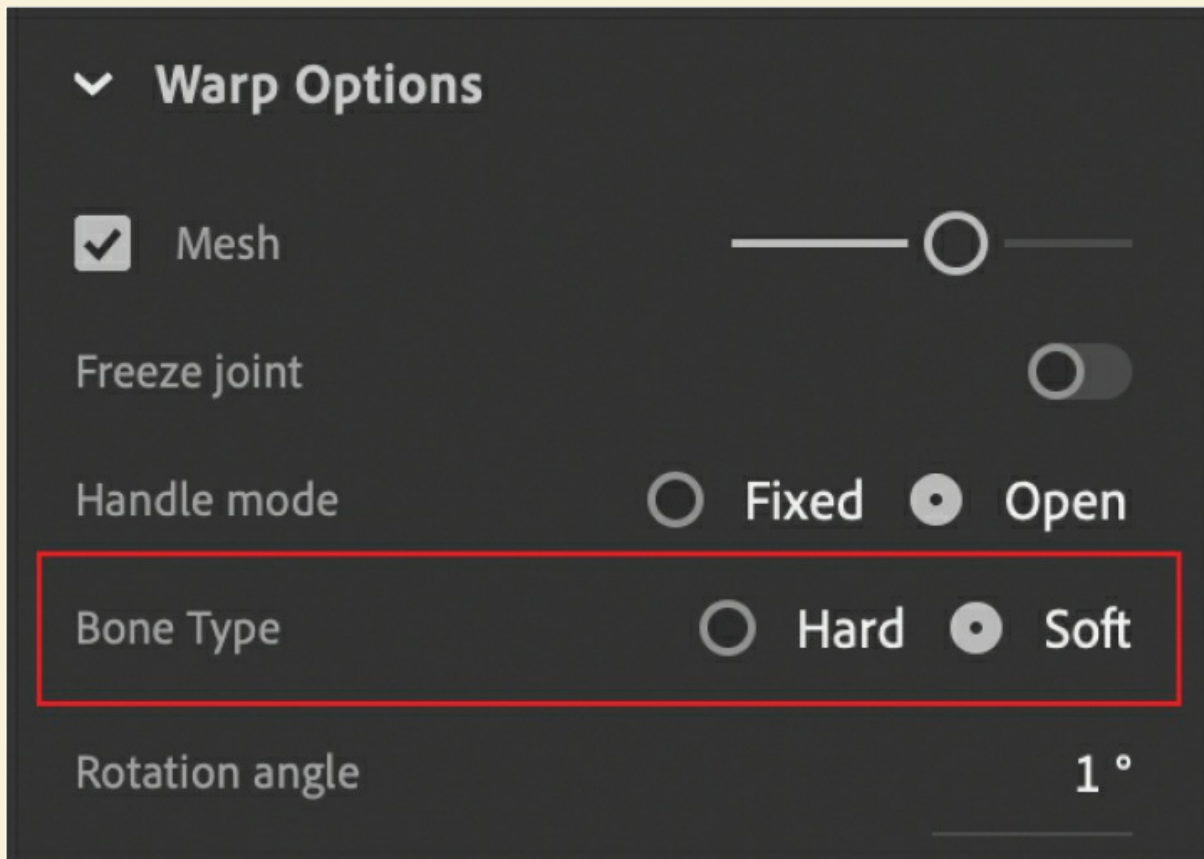 Warp Options
Mesh
Freeze joint
Handle mode Fixed Open
Bone Type Hard Soft
Rotation angle 1 °